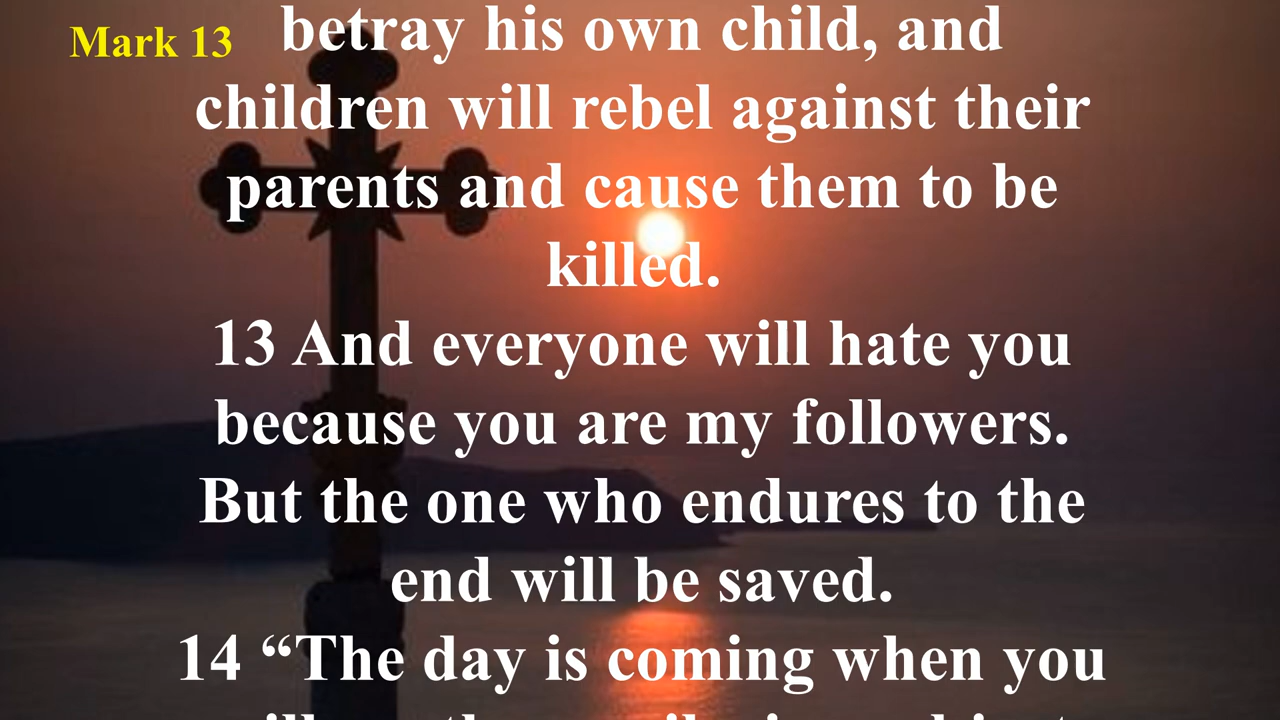 Mark 13
betray his own child, and
children will rebel against their
parents and cause them to be
killed.
13 And everyone will hate you
because you are my followers.
But the one who endures to the
end will be saved.
14 “The day is coming when you